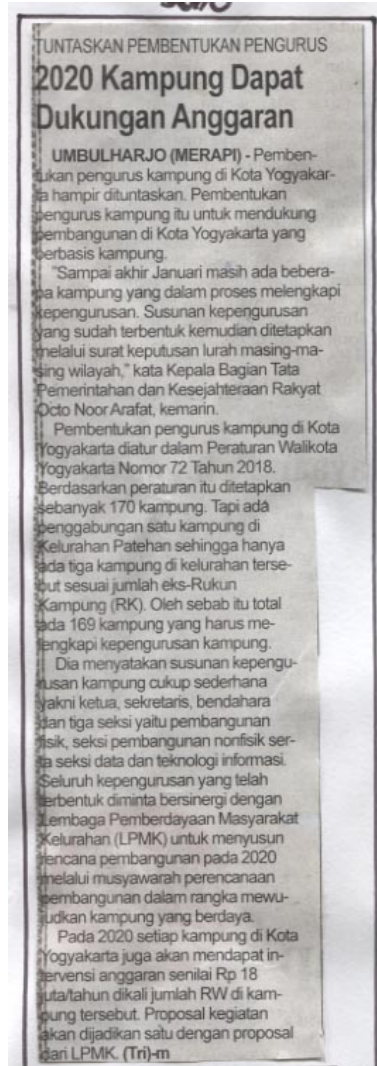 TUNTASKAN PEMBENTUKAN PENGURUS
2020 Kampung Dapat
Dukungan Anggaran
UMBULHARJO (MERAPI) - Pemben-
tukan pengurus kampung di Kota Yogyakar-
ta hampir dituntaskan. Pembentukan
pengurus kampung itu untuk mendukung
pembangunan di Kota Yogyakarta yang
berbasis kampung.
"Sampai akhir Januari masih ada bebera-
pa kampung yang dalam proses melengkapi
kepengurusan. Susunan kepengurusan
yang sudah terbentuk kemudian ditetapkan
melalui surat keputusan lurah masing-ma-
sing wilayah," kata Kepala Bagian Tata
Pemerintahan dan Kesejahteraan Rakyat
Octo Noor Arafat, kemarin.
Pembentukan pengurus kampung di Kota
Yogyakarta diatur dalam Peraturan Walikota
Yogyakarta Nomor 72 Tahun 2018.
Berdasarkan peraturan itu ditetapkan
sebanyak 170 kampung. Tapi ada
penggabungan satu kampung di
Kelurahan Patehan sehingga hanya
ada tiga kampung di kelurahan terse-
but sesuai jumlah eks-Rukun
Kampung (RK). Oleh sebab itu total
ada 169 kampung yang harus me-
lengkapi kepengurusan kampung.
Dia menyatakan susunan kepengu-
rusan kampung cukup sederhana
yakni ketua, sekretaris, bendahara
dan tiga seksi yaitu pembangunan
fisik, seksi pembangunan nonfisik ser-
ta seksi data dan teknologi informasi.
Seluruh kepengurusan yang telah
terbentuk diminta bersinergi dengan
Lembaga Pemberdayaan Masyarakat
Kelurahan (LPMK) untuk menyusun
rencana pembangunan pada 2020
melalui musyawarah perencanaan
pembangunan dalam rangka mewu-
judkan kampung yang berdaya.
Pada 2020 setiap kampung di Kota
Yogyakarta juga akan mendapat in-
tervensi anggaran senilai Rp 18
juta/tahun dikali jumlah RW di kam-
pung tersebut. Proposal kegiatan
akan dijadikan satu dengan proposal
dari LPMK. (Tri)-m